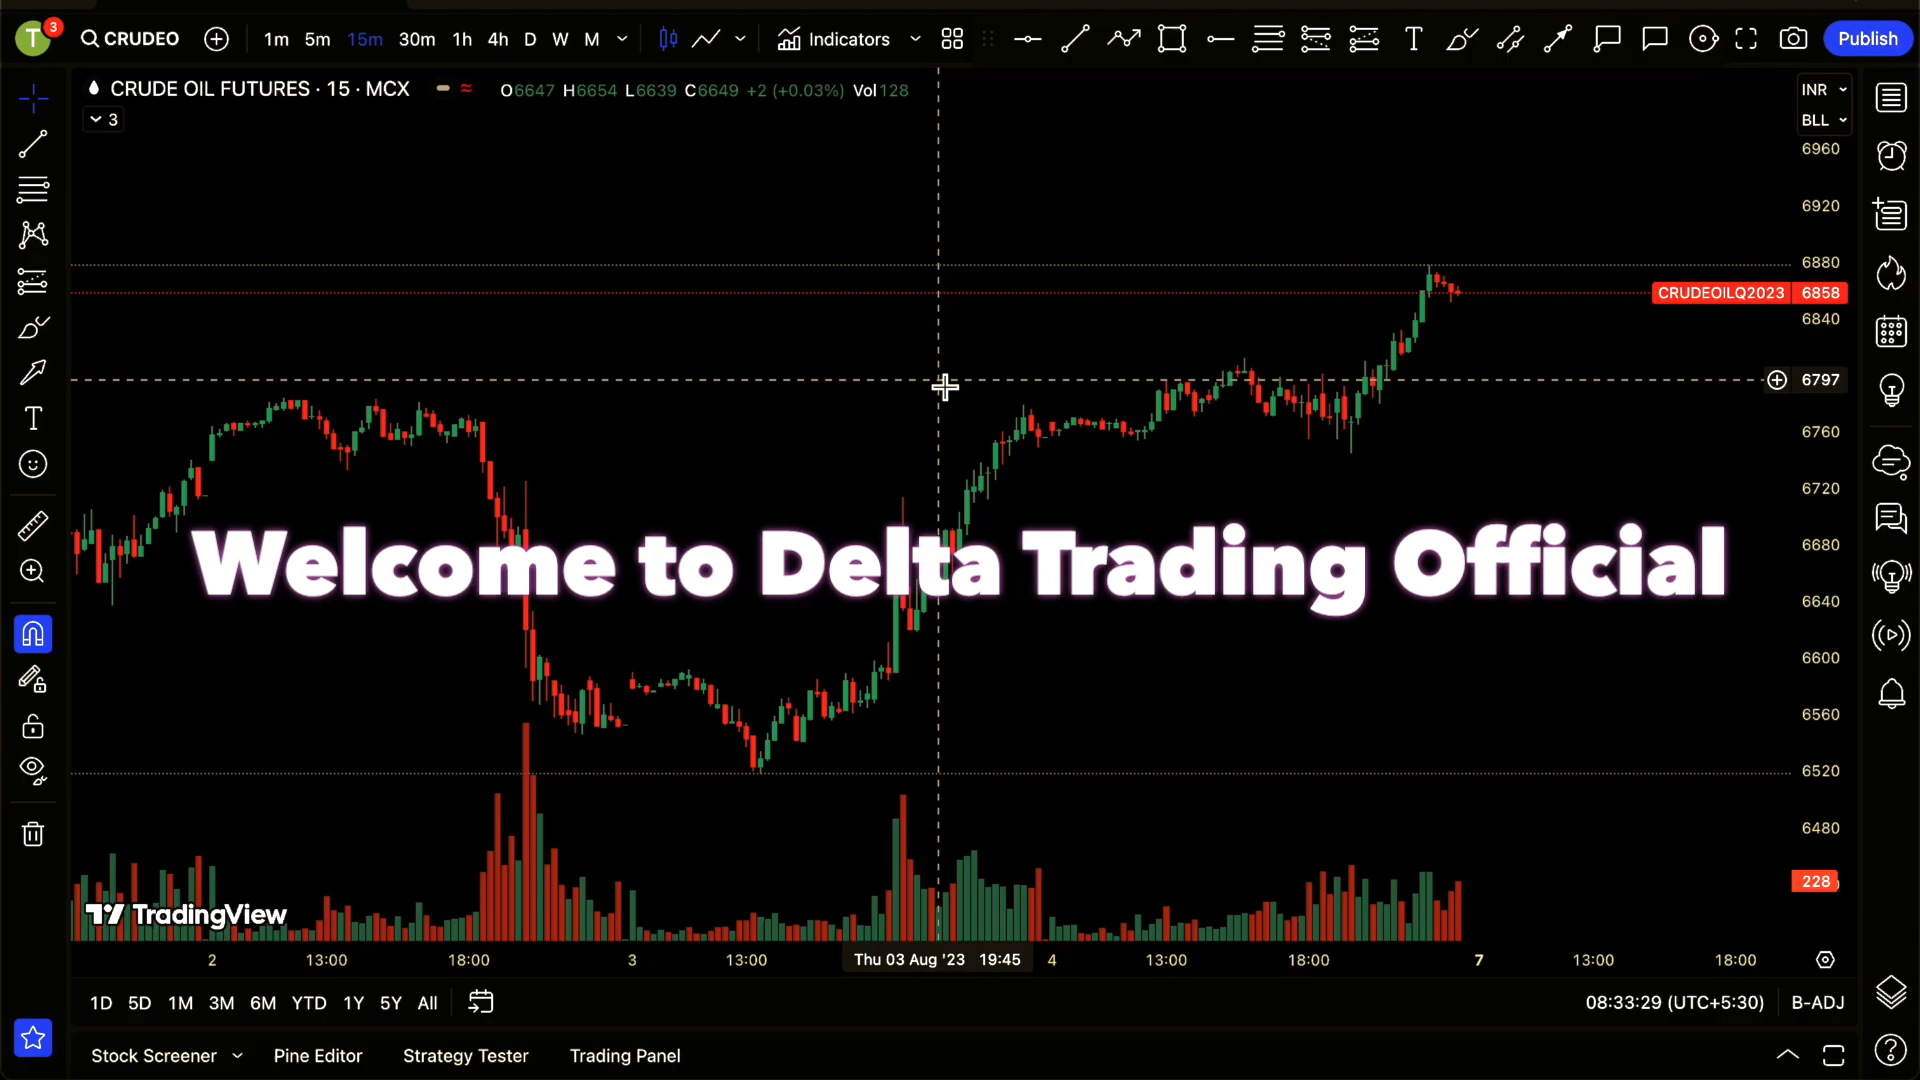 T 3 CRUDEO 1m 5m 15m 30m 1h 4h D W M Indicators Publish
CRUDE OIL FUTURES · 15 · MCX O6647 H6654 L6639 C6649 +2 (+0.03%) Vol128
INR
3
BLL
6960
6920
6880
CRUDEOILQ2023 6858
6840
6797
6760
6720
6680
Welcome to Delta Trading Official
6640
6600
6560
6520
6480
228
TradingView
2 13:00 18:00 3 13:00 Thu 03 Aug '23 19:45 4 13:00 18:00 7 13:00 18:00
1D 5D 1M 3M 6M YTD 1Y 5Y All 08:33:29 (UTC+5:30) B-ADJ
Stock Screener Pine Editor Strategy Tester Trading Panel